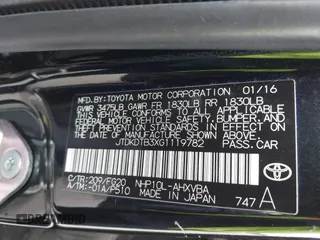 MFD.BY:TOYOTA MOTOR CORPORATION 01/16
GVWR 3475LB GAWR FR 1830LB RR 1830LB
THIS VEHICLE CONFORMS TO ALL APPLICABLE
FEDERAL MOTOR VEHICLE SAFETY, BUMPER, AND
THEFT PREVENTION STANDARDS IN EFFECT ON THE DATE OF
MANUFACTURE SHOWN ABOVE.
JTDKDTB3XG1119782 PASS.CAR
C/TR:209/FG20 NHP10L-AHXVBA
A/TM:-01A/P510 MADE IN JAPAN
TOYOTA
747 A